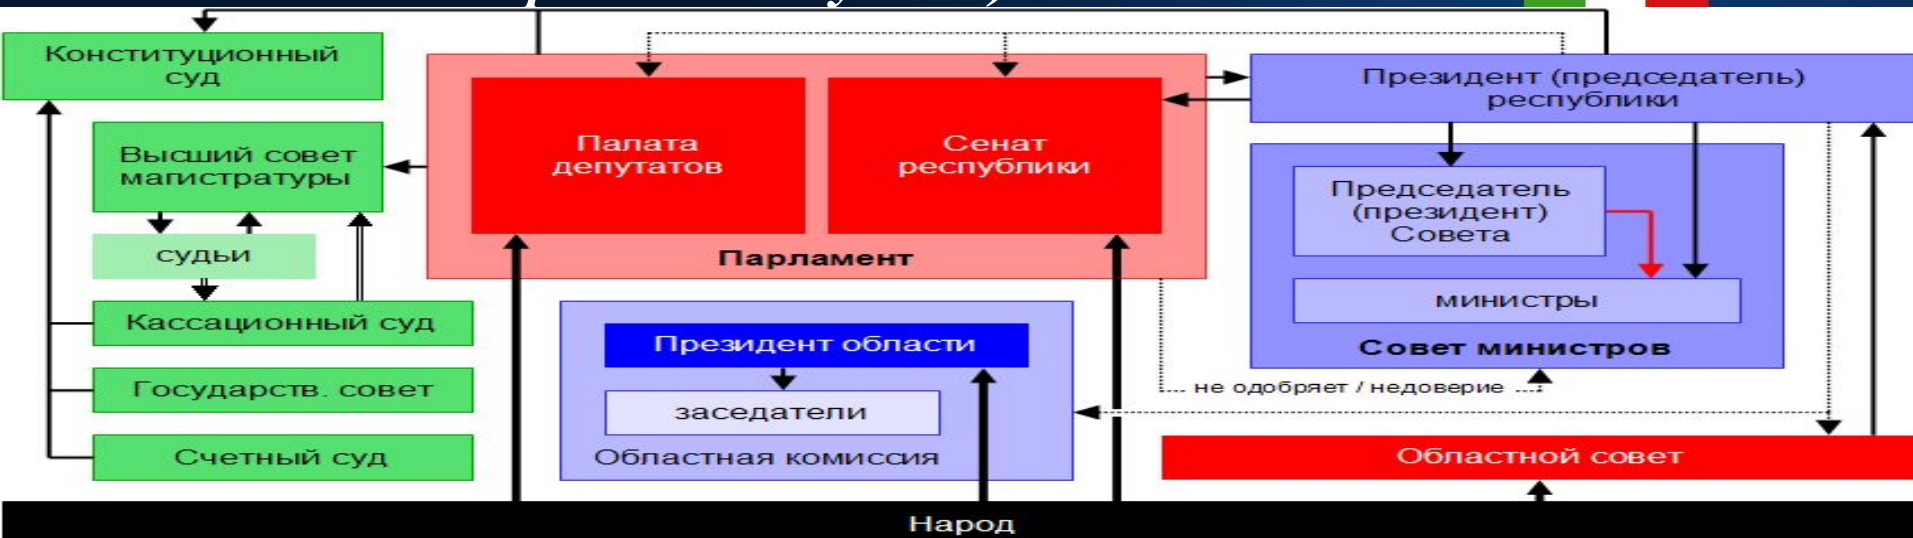 Конституционный
суд
Высший совет
магистратуры
судьи
Кассационный суд
Государств. совет
Счетный суд
Палата
депутатов
Сенат
республики
Парламент
Президент области
заседатели
Областная комиссия
Президент (председатель)
республики
Председатель
(президент)
Совета
министры
Совет министров
не одобряет / недоверие
Областной совет
Народ